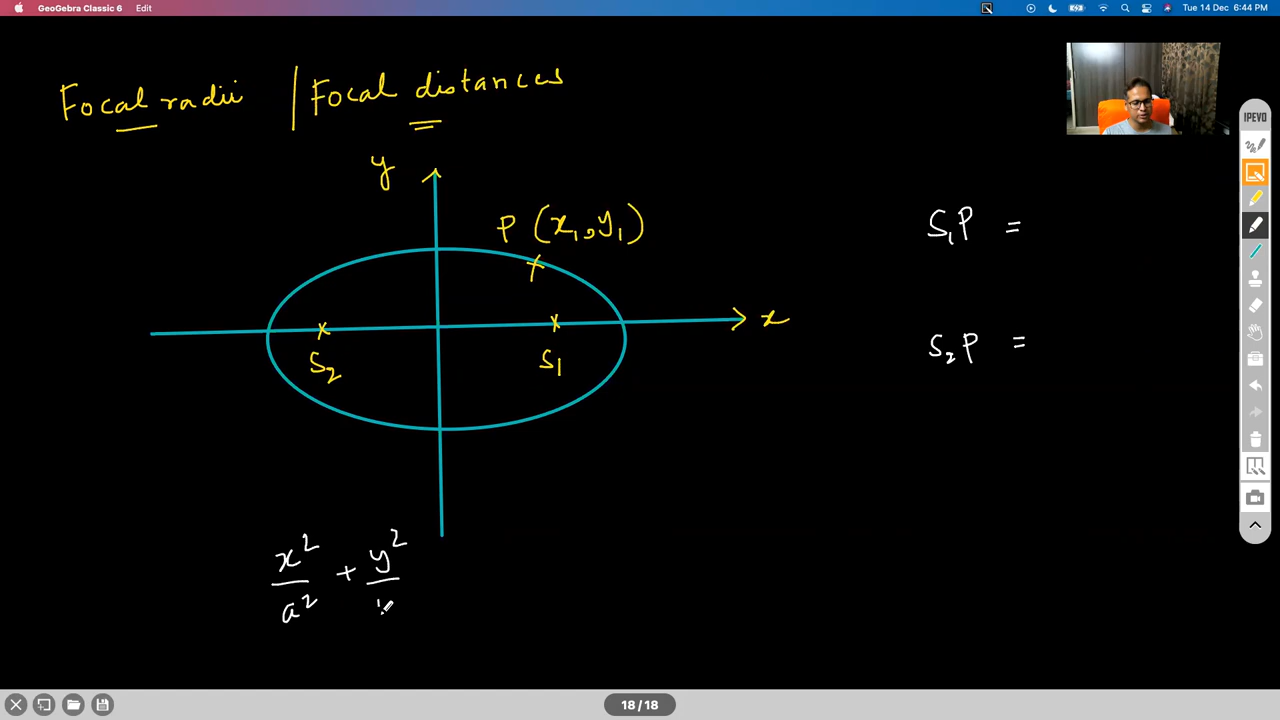 GeoGebra Classic 6 Edit Tue 14 Dec 6:44 PM
Focal radii | Focal distances
IPEVO
y
P (x₁, y₁)
S₁P =
x
S₂P =
S₂ S₁
x² + y²
a²
18 / 18